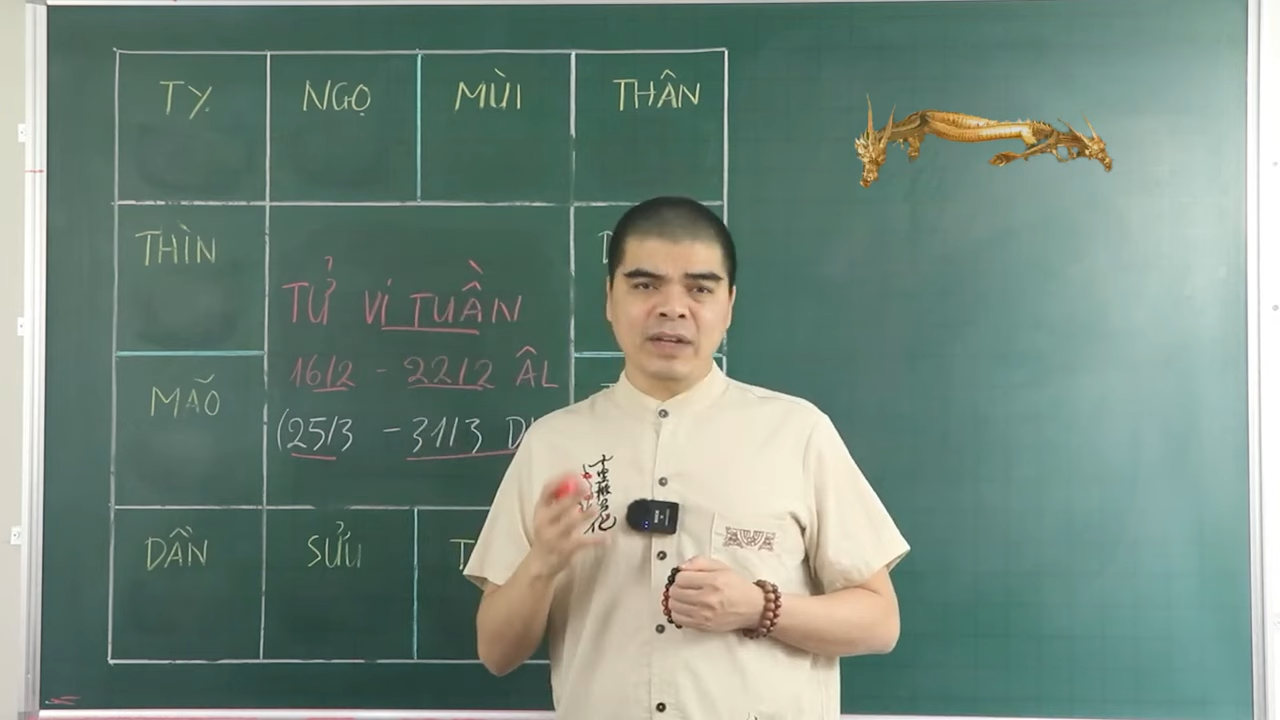 TỴ NGỌ MÙI THÂN
THÌN
TỬ VI TUẦN
16/2 - 22/2 ÂL
MÃO
(25/3 - 31/3
DẦN SỬU